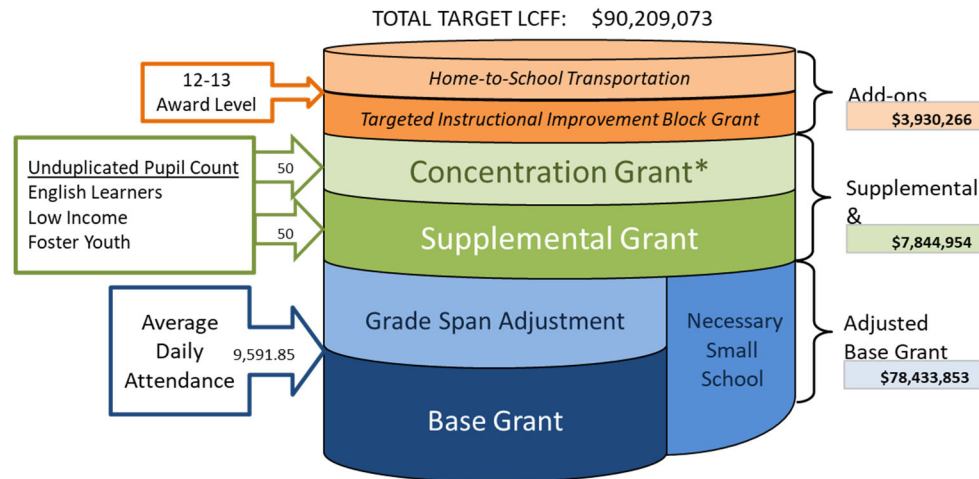 TOTAL TARGET LCFF: $90,209,073
12-13
Award Level
Home-to-School Transportation
Targeted Instructional Improvement Block Grant
Add-ons
$3,930,266
Unduplicated Pupil Count
English Learners
Low Income
Foster Youth
50
50
Concentration Grant*
Supplemental Grant
Supplemental
&
$7,844,954
Average
Daily
Attendance
9,591.85
Grade Span Adjustment
Base Grant
Necessary
Small
School
Adjusted
Base Grant
$78,433,853